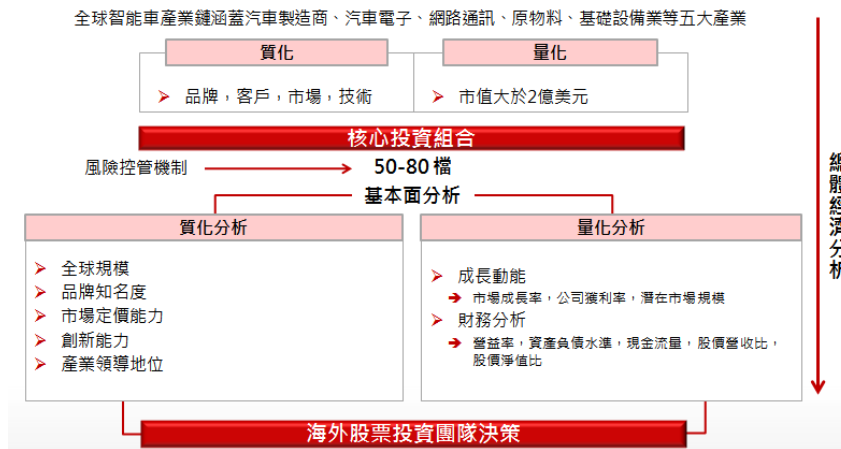 全球智能車產業鏈涵蓋汽車製造商、汽車電子、網路通訊、原物料、基礎設備業等五大產業
質化
量化
品牌，客戶，市場，技術
市值大於2億美元
核心投資組合
風險控管機制
50-80 檔
基本面分析
質化分析
量化分析
全球規模
品牌知名度
市場定價能力
創新能力
產業領導地位
成長動能
市場成長率，公司獲利率，潛在市場規模
財務分析
營益率，資產負債水準，現金流量，股價營收比，
股價淨值比
總體經濟分析
海外股票投資團隊決策